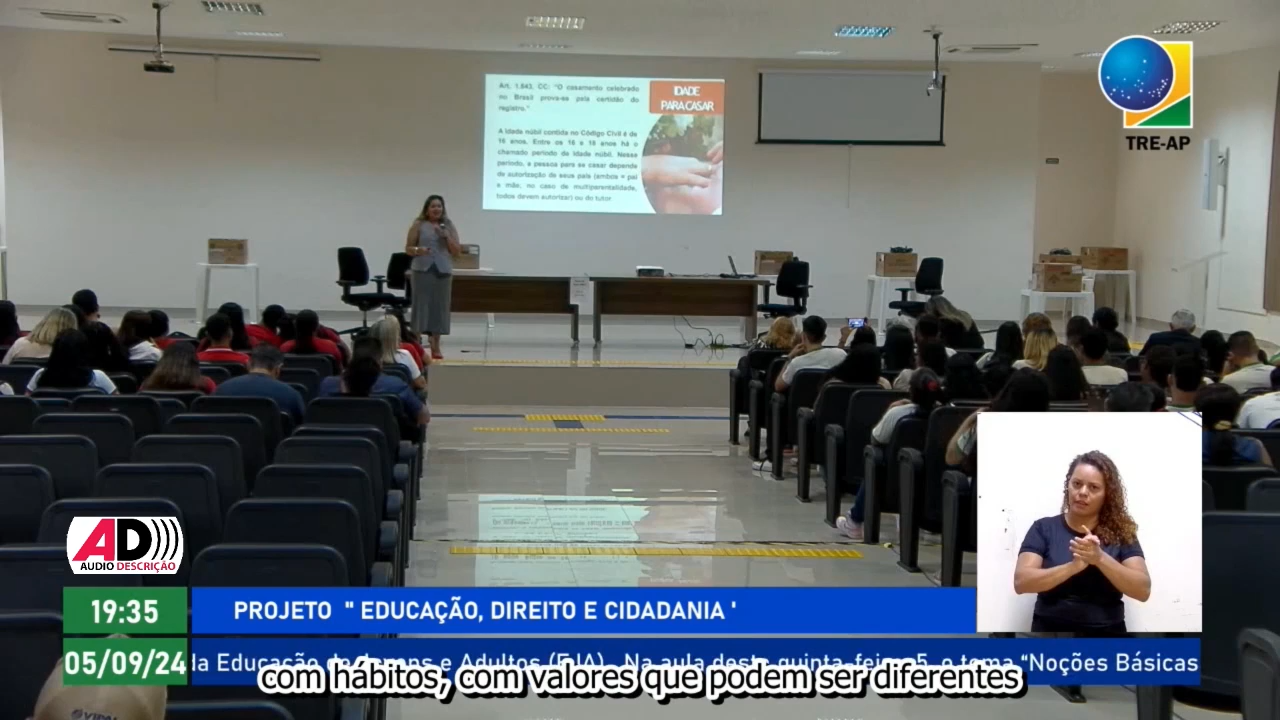 Art. 1.543, CC: "O casamento celebrado
no Brasil prova-se pela certidão do
registro."
IDADE
PARA CASAR
A idade núbil contida no Código Civil é de
16 anos. Entre os 16 e 18 anos há o
chamado período de idade núbil. Nesse
período, a pessoa para se casar depende
de autorização de seus pais (ambos = pai
e mãe; no caso de multiparentalidade,
todos devem autorizar) ou do tutor.
TRE-AP
AD
AUDIO DESCRIÇÃO
19:35
PROJETO " EDUCAÇÃO, DIREITO E CIDADANIA '
05/09/24
da Educação de Jovens e Adultos (EJA). Na aula desta quinta-feira, 5, o tema “Noções Básicas
com hábitos, com valores que podem ser diferentes